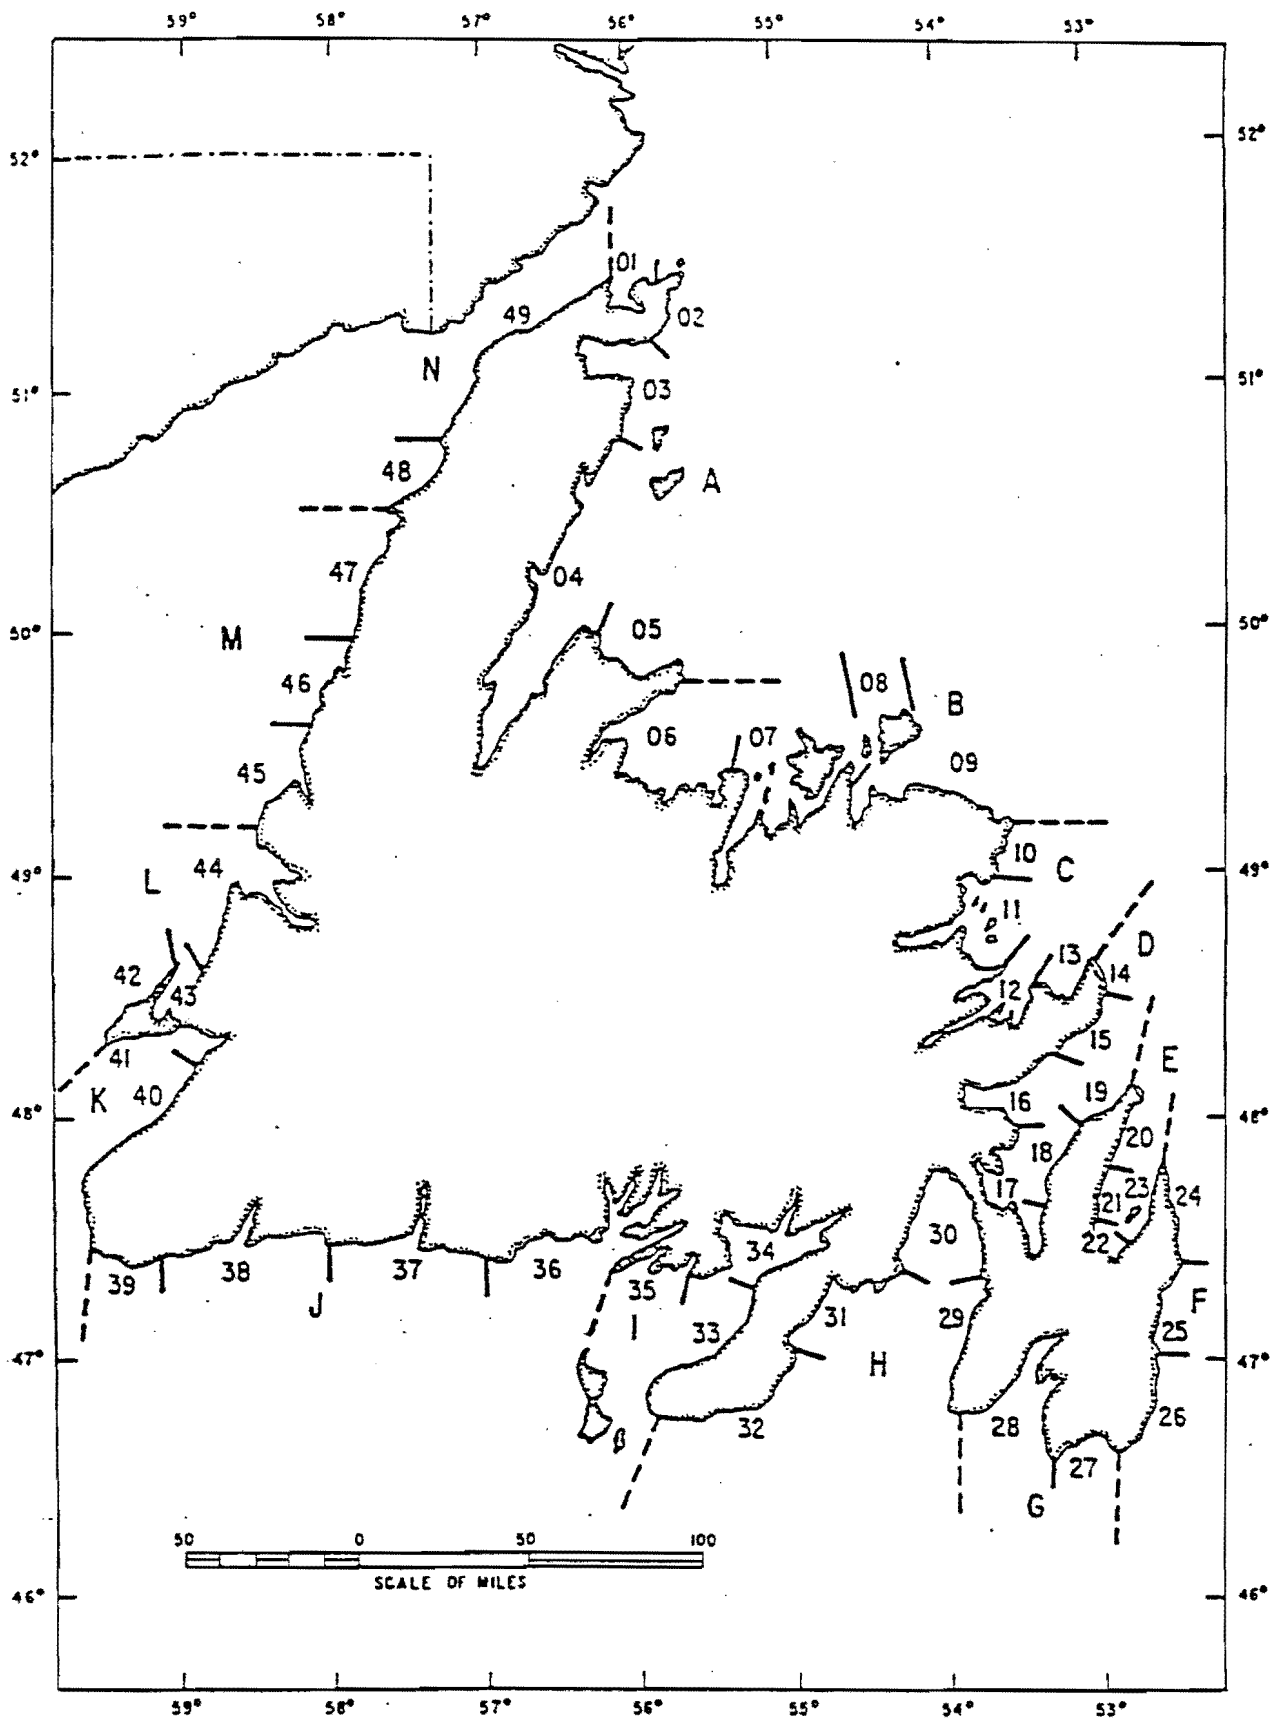 59° 58° 57° 56° 55° 54° 53°
52° 52°
01
49
02
N
51° 51°
03
48
A
47
04
50° 05 50°
M
46
08 B
06 07
45 09
44
49° 10 49°
L C
11
42 13 D
43 12 14
41 15
K 40 16 19 E
48° 48°
20
18
17 21 23 24
30 22
34
39 38 37 36 35
J I 33 31 29 F
25
47° H 47°
32 28 26
27
G
50 0 50 100
SCALE OF MILES
46° 46°
59° 58° 57° 56° 55° 54° 53°